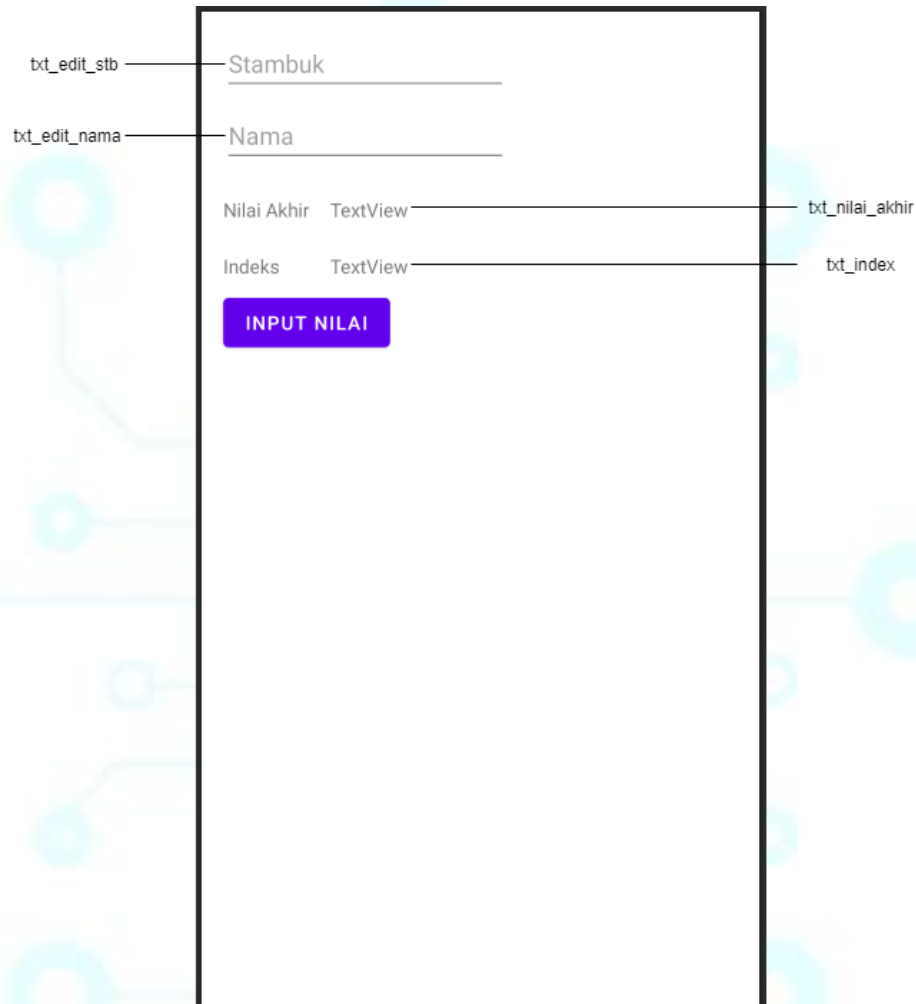 txt_edit_stb Stambuk
txt_edit_nama Nama
Nilai Akhir TextView txt_nilai_akhir
Indeks TextView txt_index
INPUT NILAI